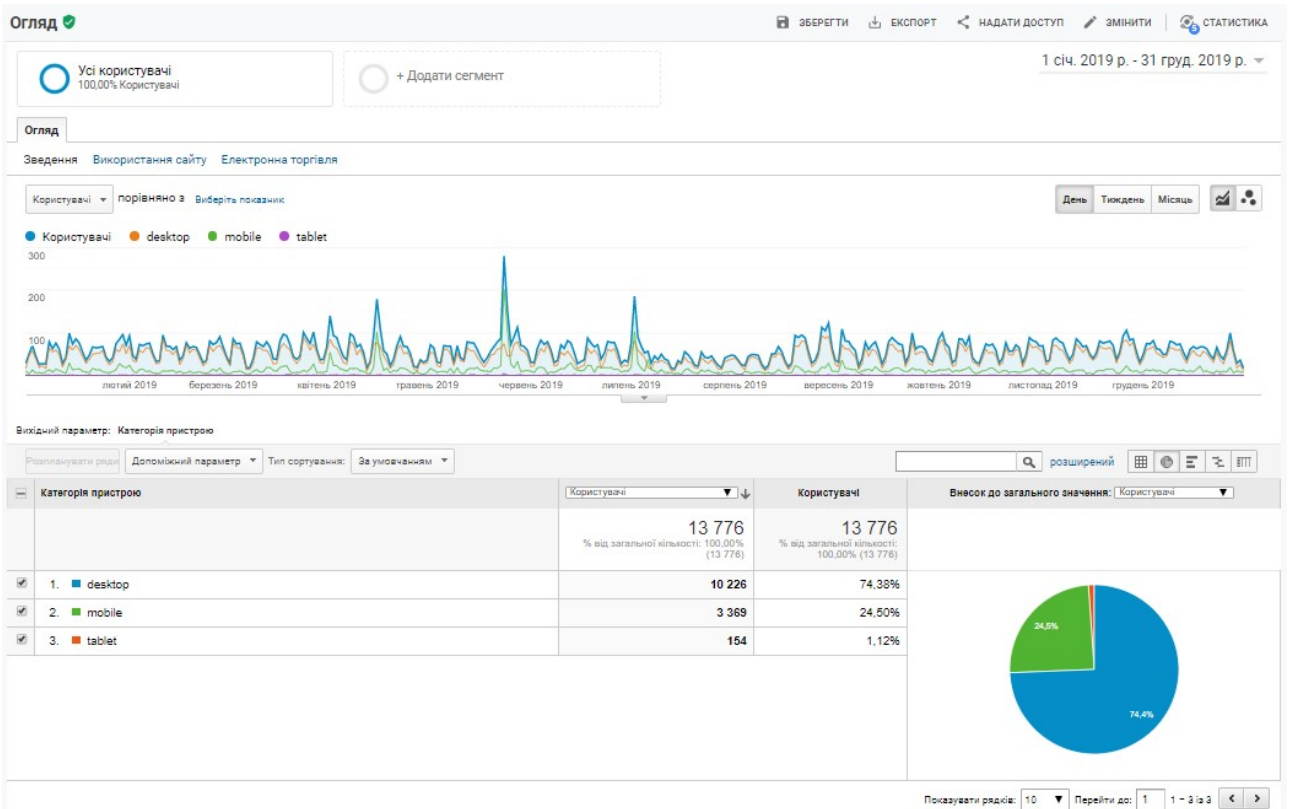 Огляд
ЗБЕРЕГТИ ЕКСПОРТ НАДАТИ ДОСТУП ЗМІНИТИ 5 СТАТИСТИКА
Усі користувачі
100,00% Користувачі
+ Додати сегмент
1 січ. 2019 р. - 31 груд. 2019 р.
Огляд
Зведення Використання сайту Електронна торгівля
Користувачі порівняно з Виберіть показник
День Тиждень Місяць
Користувачі desktop mobile tablet
300
200
100
лютий 2019 березень 2019 квітень 2019 травень 2019 червень 2019 липень 2019 серпень 2019 вересень 2019 жовтень 2019 листопад 2019 грудень 2019
Вихідний параметр: Категорія пристрою
Розпланувати ряди Допоміжний параметр Тип сортування: За умовчанням розширений
Категорія пристрою Користувачі Користувачі Внесок до загального значення: Користувачі
13 776 13 776
% від загальної кількості: 100,00% % від загальної кількості:
(13 776) 100,00% (13 776)
1. desktop 10 226 74,38%
2. mobile 3 369 24,50%
3. tablet 154 1,12%
24,5%
74,4%
Показувати рядків: 10 Перейти до: 1 1 – 3 із 3